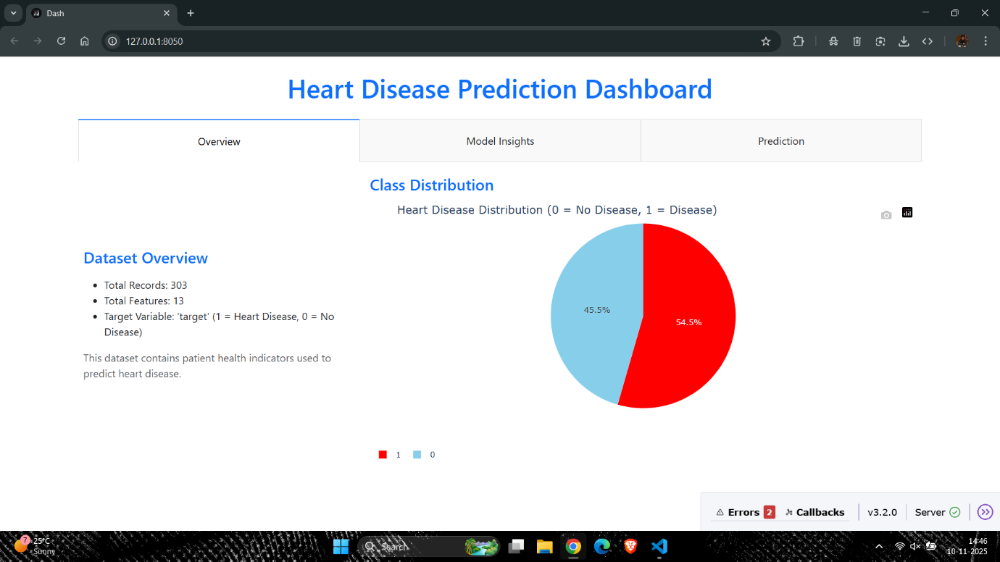 Dash
127.0.0.1:8050
Heart Disease Prediction Dashboard
Overview
Model Insights
Prediction
Class Distribution
Heart Disease Distribution (0 = No Disease, 1 = Disease)
Dataset Overview
Total Records: 303
Total Features: 13
Target Variable: 'target' (1 = Heart Disease, 0 = No
Disease)
This dataset contains patient health indicators used to
predict heart disease.
45.5%
54.5%
1
0
Errors 2
Callbacks
v3.2.0
Server
7
25°C
Sunny
Search
14:46
10-11-2025